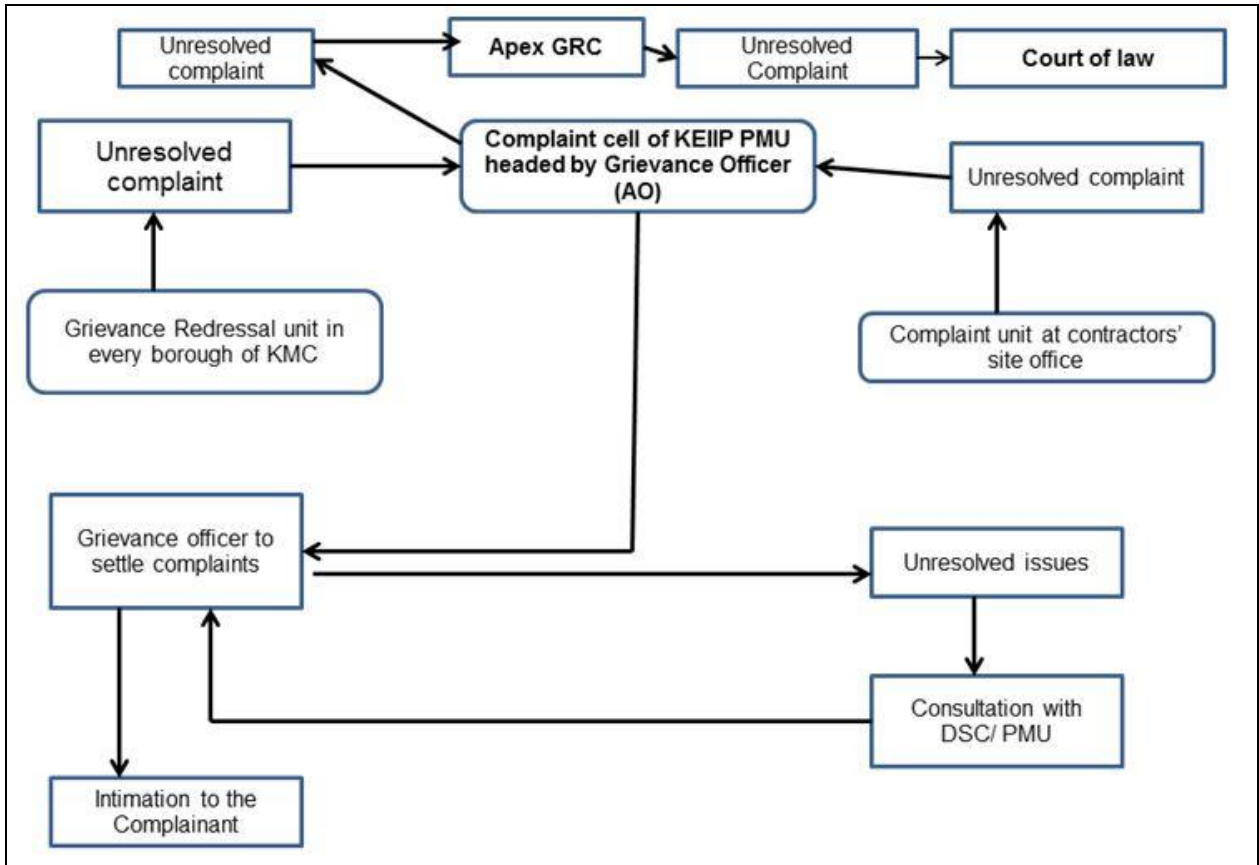 Unresolved
complaint
Apex GRC
Unresolved
Complaint
Court of law
Unresolved
complaint
Complaint cell of KEIIP PMU
headed by Grievance Officer
(AO)
Unresolved complaint
Grievance Redressal unit in
every borough of KMC
Complaint unit at contractors'
site office
Grievance officer to
settle complaints
Unresolved issues
Consultation with
DSC/ PMU
Intimation to the
Complainant